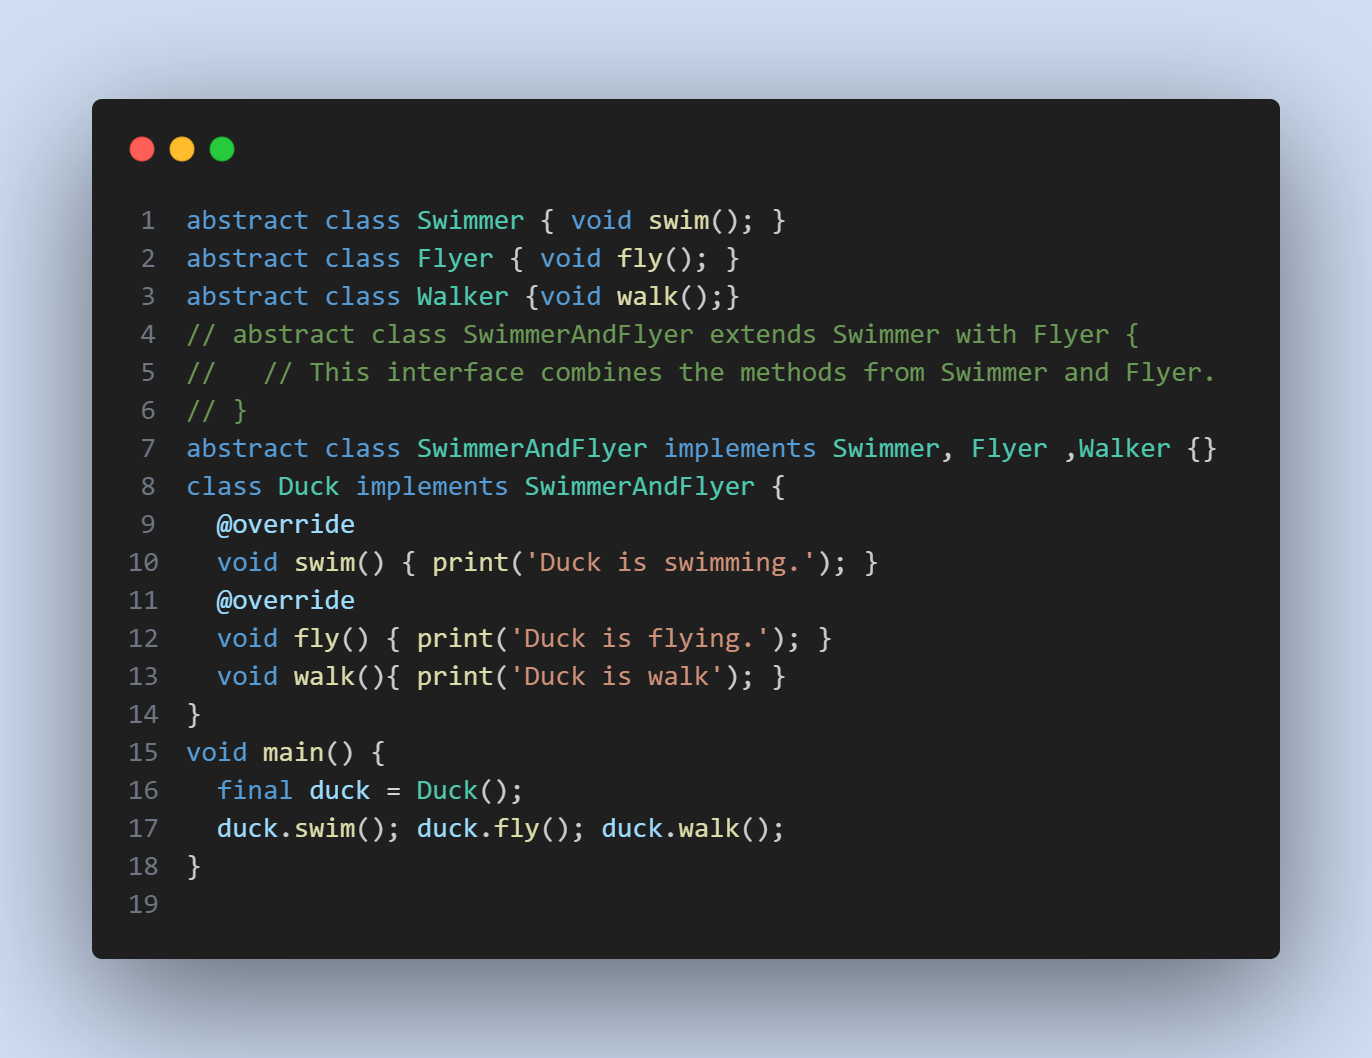 1 abstract class Swimmer { void swim(); }
2 abstract class Flyer { void fly(); }
3 abstract class Walker {void walk();}
4 // abstract class SwimmerAndFlyer extends Swimmer with Flyer {
5 //   // This interface combines the methods from Swimmer and Flyer.
6 // }
7 abstract class SwimmerAndFlyer implements Swimmer, Flyer ,Walker {}
8 class Duck implements SwimmerAndFlyer {
9   @override
10   void swim() { print('Duck is swimming.'); }
11   @override
12   void fly() { print('Duck is flying.'); }
13   void walk(){ print('Duck is walk'); }
14 }
15 void main() {
16   final duck = Duck();
17   duck.swim(); duck.fly(); duck.walk();
18 }
19